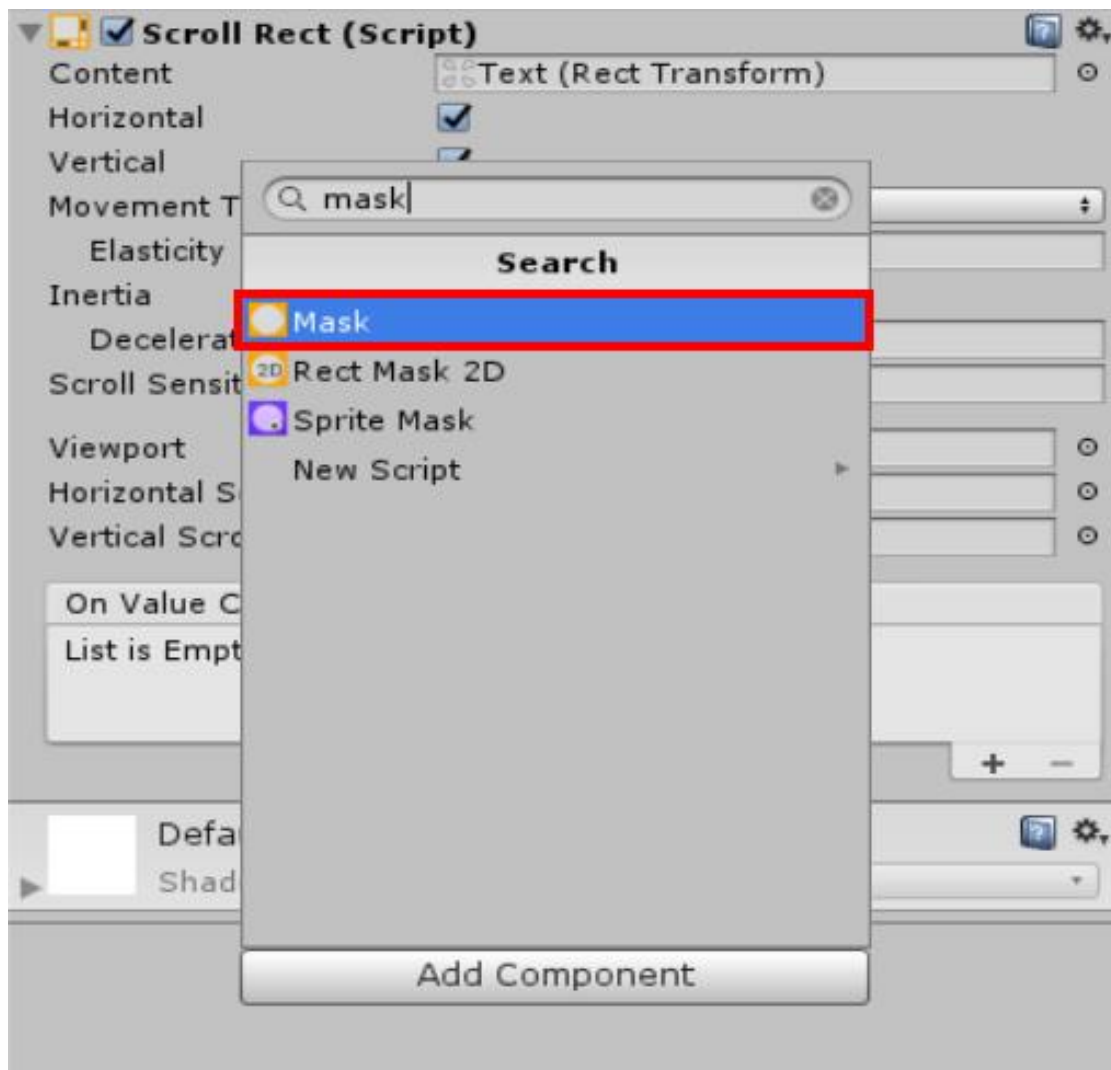 Scroll Rect (Script)
Content Text (Rect Transform)
Horizontal
Vertical
mask
Movement T
Search
Elasticity
Inertia
Mask
Decelerat
Rect Mask 2D
Scroll Sensit
Sprite Mask
Viewport
New Script
Horizontal S
Vertical Scro
On Value C
List is Empt
+ −
Defa
Shad
Add Component